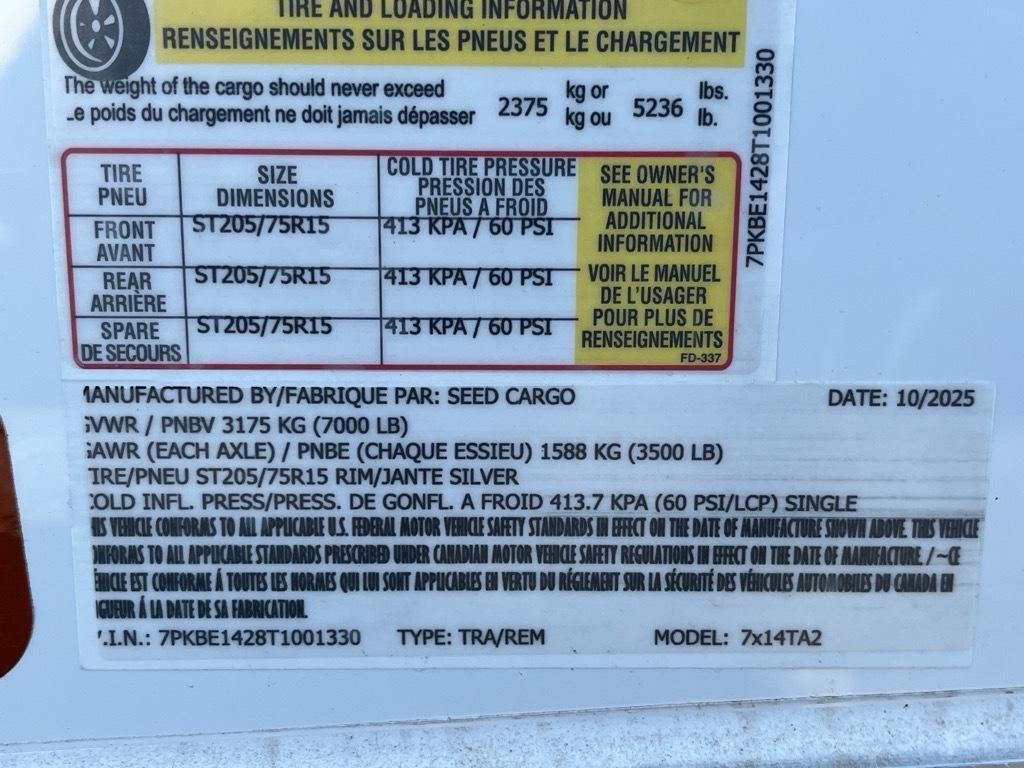 TIRE AND LOADING INFORMATION
RENSEIGNEMENTS SUR LES PNEUS ET LE CHARGEMENT
The weight of the cargo should never exceed 2375 kg or 5236 lbs.
Le poids du chargement ne doit jamais dépasser kg ou lb.
TIRE PNEU SIZE DIMENSIONS COLD TIRE PRESSURE PRESSION DES PNEUS A FROID
FRONT AVANT ST205/75R15 413 KPA / 60 PSI
REAR ARRIÈRE ST205/75R15 413 KPA / 60 PSI
SPARE DE SECOURS ST205/75R15 413 KPA / 60 PSI
SEE OWNER'S
MANUAL FOR
ADDITIONAL
INFORMATION
VOIR LE MANUEL
DE L'USAGER
POUR PLUS DE
RENSEIGNEMENTS
FD-337
7PKBE1428T1001330
MANUFACTURED BY/FABRIQUE PAR: SEED CARGO DATE: 10/2025
GVWR / PNBV 3175 KG (7000 LB)
GAWR (EACH AXLE) / PNBE (CHAQUE ESSIEU) 1588 KG (3500 LB)
TIRE/PNEU ST205/75R15 RIM/JANTE SILVER
COLD INFL. PRESS/PRESS. DE GONFL. A FROID 413.7 KPA (60 PSI/LCP) SINGLE
THIS VEHICLE CONFORMS TO ALL APPLICABLE U.S. FEDERAL MOTOR VEHICLE SAFETY STANDARDS IN EFFECT ON THE DATE OF MANUFACTURE SHOWN ABOVE. THIS VEHICLE
CONFORMS TO ALL APPLICABLE STANDARDS PRESCRIBED UNDER CANADIAN MOTOR VEHICLE SAFETY REGULATIONS IN EFFECT ON THE DATE OF MANUFACTURE. / ~CE
VÉHICLE EST CONFORME Á TOUTES LES NORMES QUI LUI SONT APPLICABLES EN VERTU DU RÉGLEMENT SUR LA SÉCURITÉ DES VÉHICULES AUTOMOBILES DU CANADA EN
VIGUEUR Á LA DATE DE SA FABRICATION.
V.I.N.: 7PKBE1428T1001330 TYPE: TRA/REM MODEL: 7x14TA2